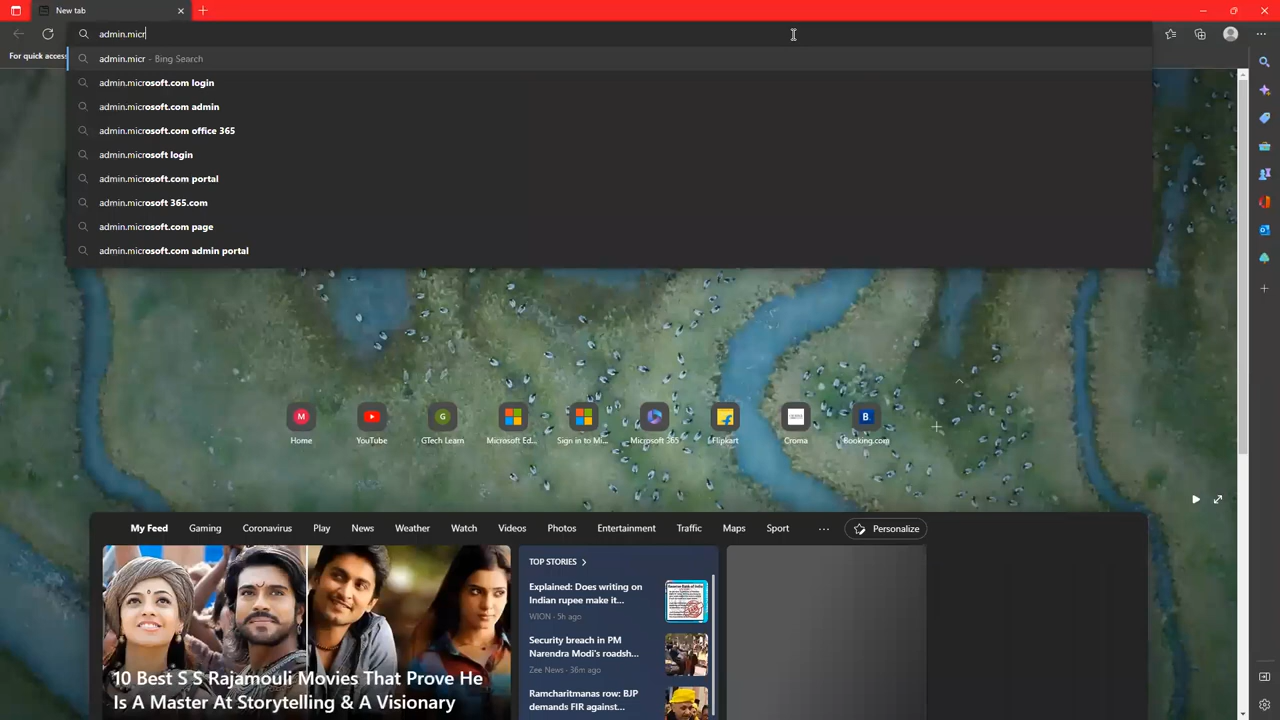 New tab
admin.micr
For quick access
admin.micr - Bing Search
admin.microsoft.com login
admin.microsoft.com admin
admin.microsoft.com office 365
admin.microsoft login
admin.microsoft.com portal
admin.microsoft 365.com
admin.microsoft.com page
admin.microsoft.com admin portal
M
G
B
Home
YouTube
GTech Learn
Microsoft Ed...
Sign in to Mi...
Microsoft 365
Flipkart
Croma
Booking.com
My Feed
Gaming
Coronavirus
Play
News
Weather
Watch
Videos
Photos
Entertainment
Traffic
Maps
Sport
Personalize
10 Best S S Rajamouli Movies That Prove He
Is A Master At Storytelling & A Visionary
TOP STORIES
Explained: Does writing on
Indian rupee make it...
WION - 5h ago
Security breach in PM
Narendra Modi's roadsh...
Zee News - 36m ago
Ramcharitmanas row: BJP
demands FIR against...